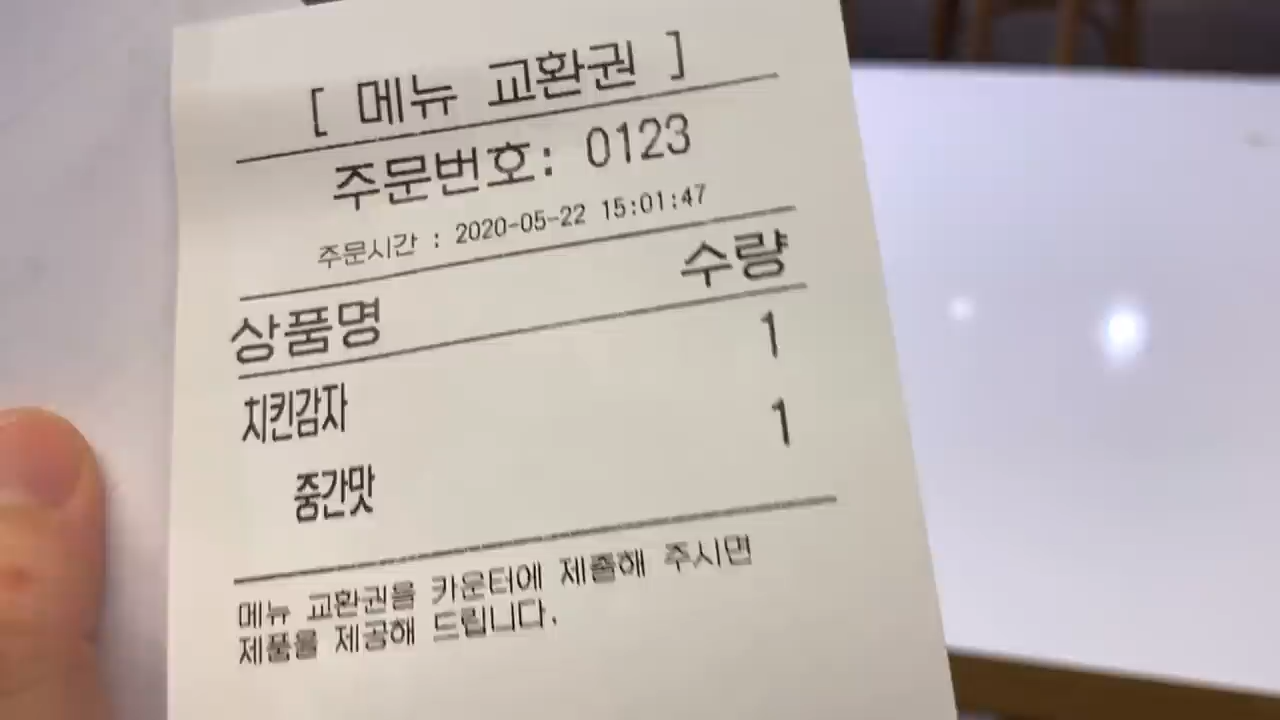 [ 메뉴 교환권 ]
주문번호: 0123
주문시간 : 2020-05-22 15:01:47
상품명 수량
치킨감자 1
중간맛 1
메뉴 교환권을 카운터에 제출해 주시면
제품을 제공해 드립니다.